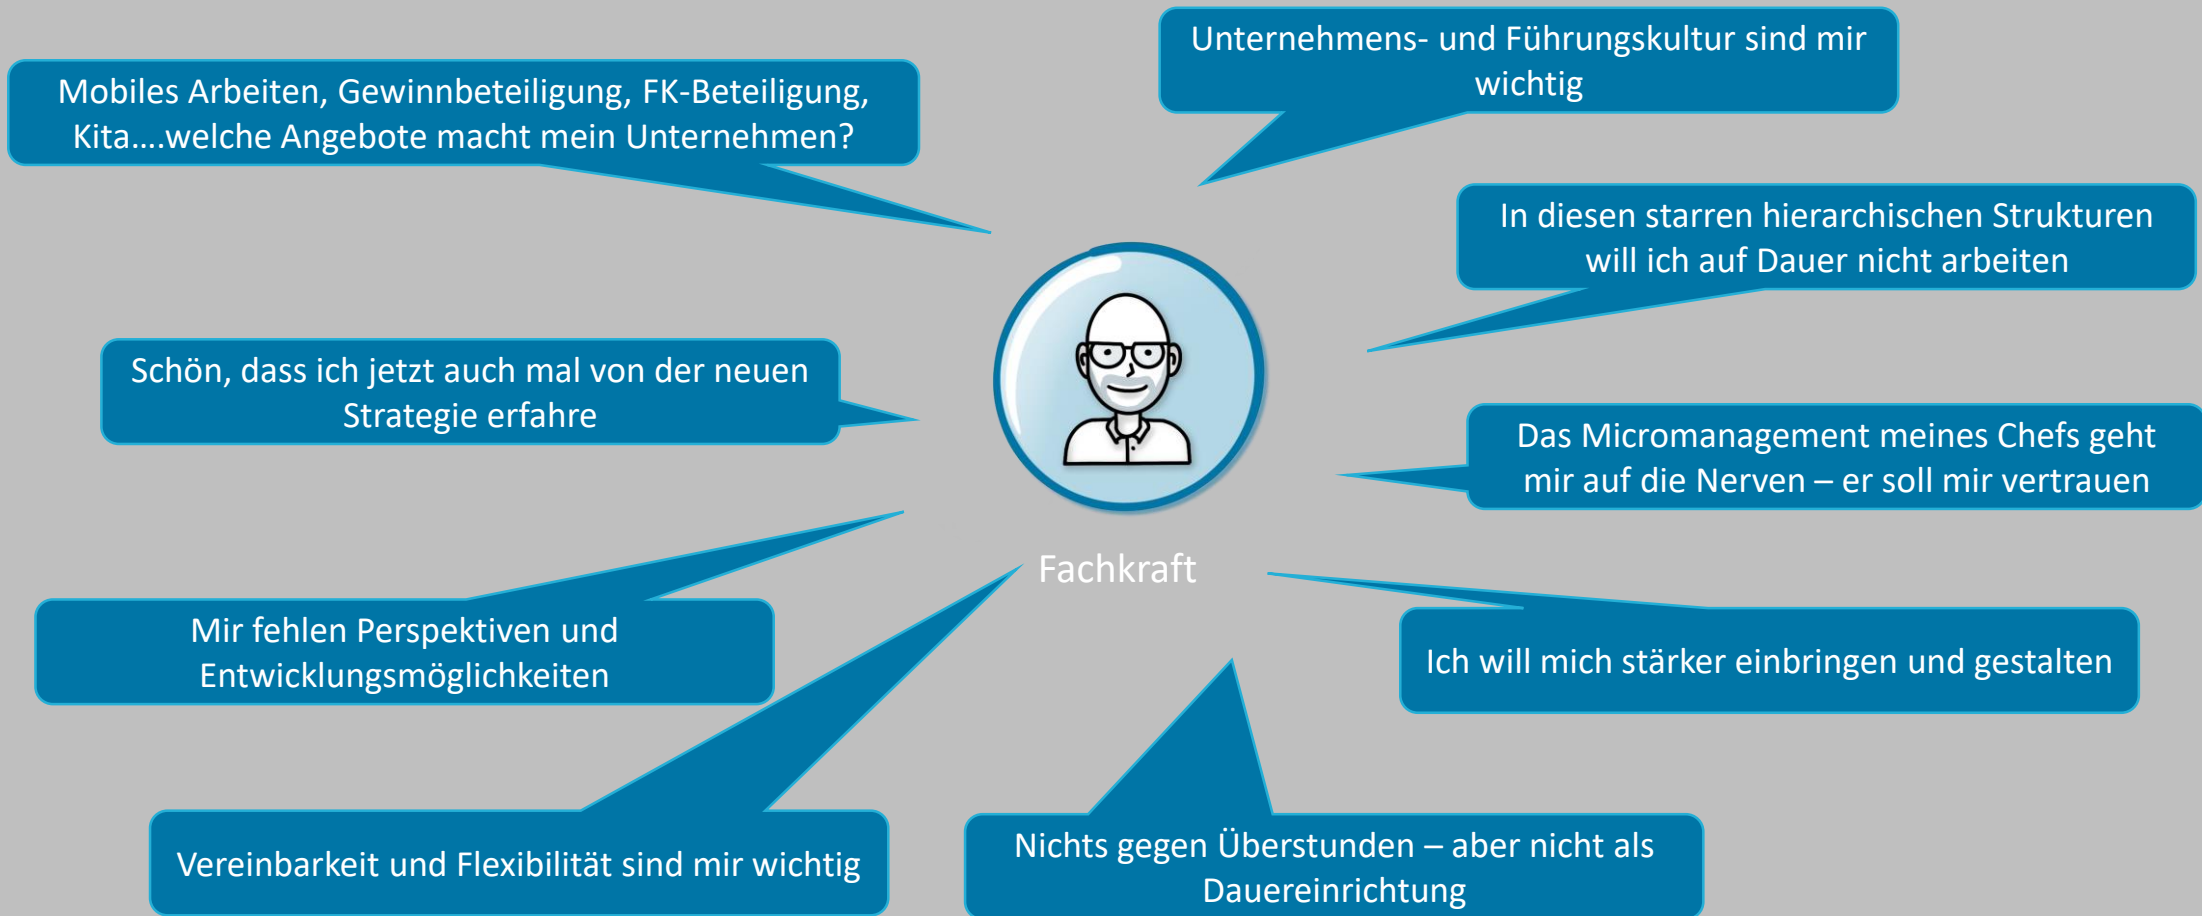 Unternehmens- und Führungskultur sind mir
wichtig
Mobiles Arbeiten, Gewinnbeteiligung, FK-Beteiligung,
Kita....welche Angebote macht mein Unternehmen?
In diesen starren hierarchischen Strukturen
will ich auf Dauer nicht arbeiten
Schön, dass ich jetzt auch mal von der neuen
Strategie erfahre
Das Micromanagement meines Chefs geht
mir auf die Nerven – er soll mir vertrauen
Fachkraft
Mir fehlen Perspektiven und
Entwicklungsmöglichkeiten
Ich will mich stärker einbringen und gestalten
Vereinbarkeit und Flexibilität sind mir wichtig
Nichts gegen Überstunden – aber nicht als
Dauereinrichtung